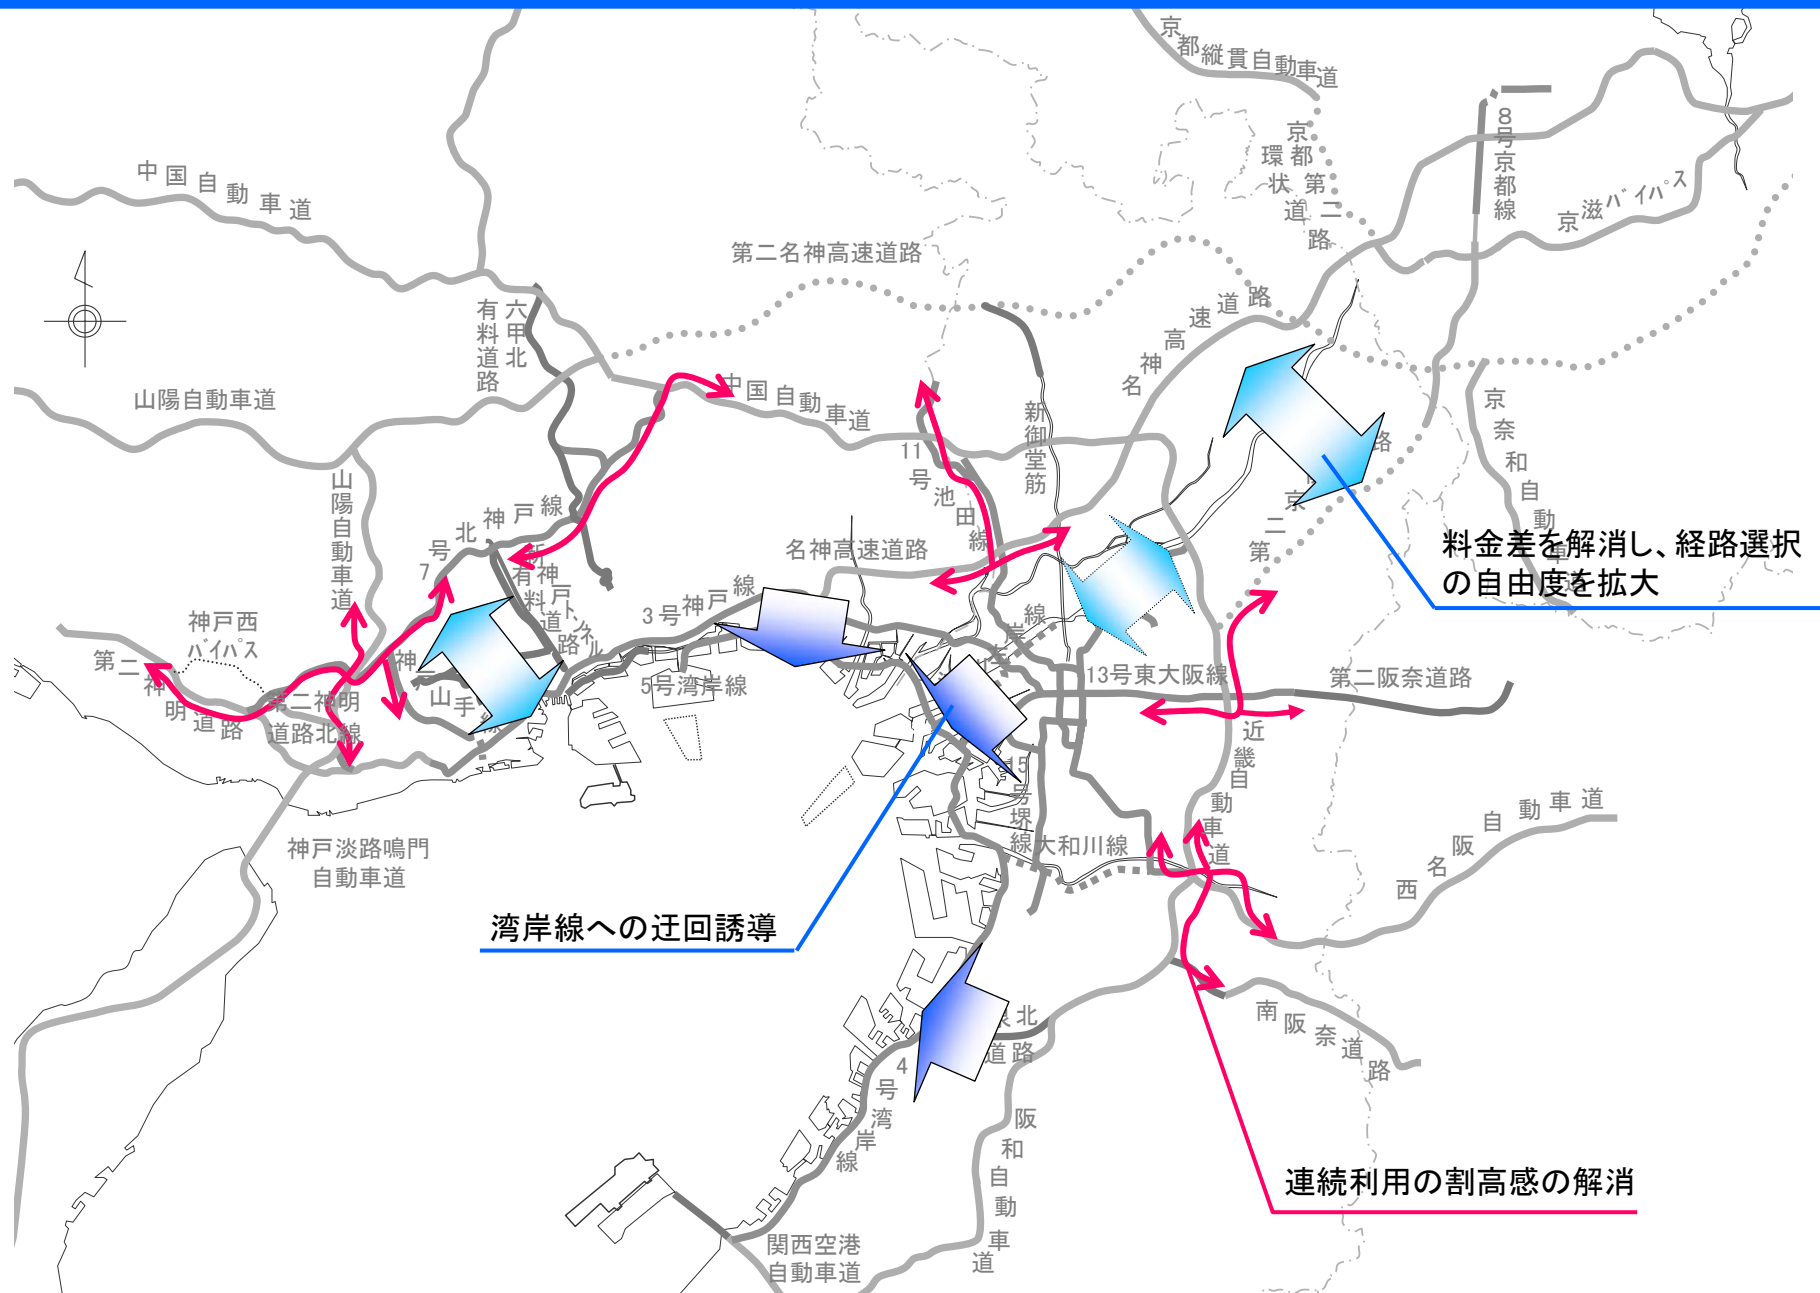 京都縦貫自動車道
8号京都線
京都第二
環状道路
京滋バイパス
中国自動車道
第二名神高速道路
六甲北
有料道路
名神高速道路
山陽自動車道
中国自動車道
新御堂筋
京奈和自動車道
11号池田線
山陽自動車道
7号北神戸線
新神戸トンネル
有料道路
名神高速道路
第二京
路
料金差を解消し、経路選択
の自由度を拡大
神戸西
バイパス
3号神戸線
第二神明道路
5号湾岸線
岸線
13号東大阪線
第二阪奈道路
第二神明
道路北線
神
山手線
近畿自動車道
15号堺線
大和川線
西名阪自動車道
神戸淡路鳴門
自動車道
湾岸線への迂回誘導
北
道路
南阪奈道路
4号湾岸線
阪和自動車道
連続利用の割高感の解消
関西空港
自動車道